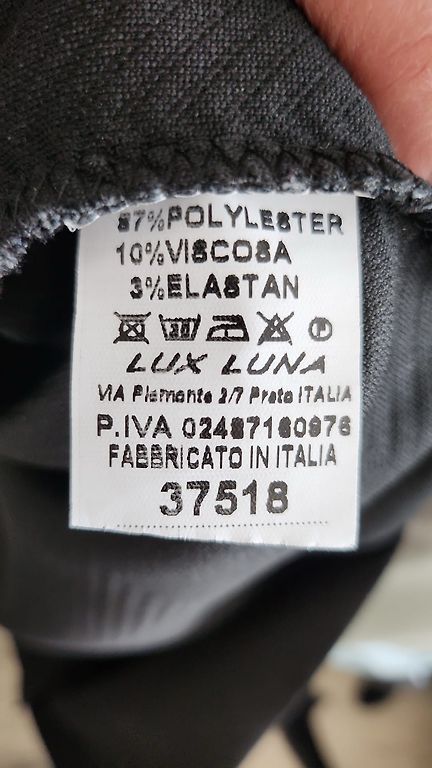 87%POLYLESTER
10%VISCOSA
3%ELASTAN
30 P
LUX LUNA
VIA Piemonte 2/7 Prato ITALIA
P.IVA 02487160976
FABBRICATO IN ITALIA
37518